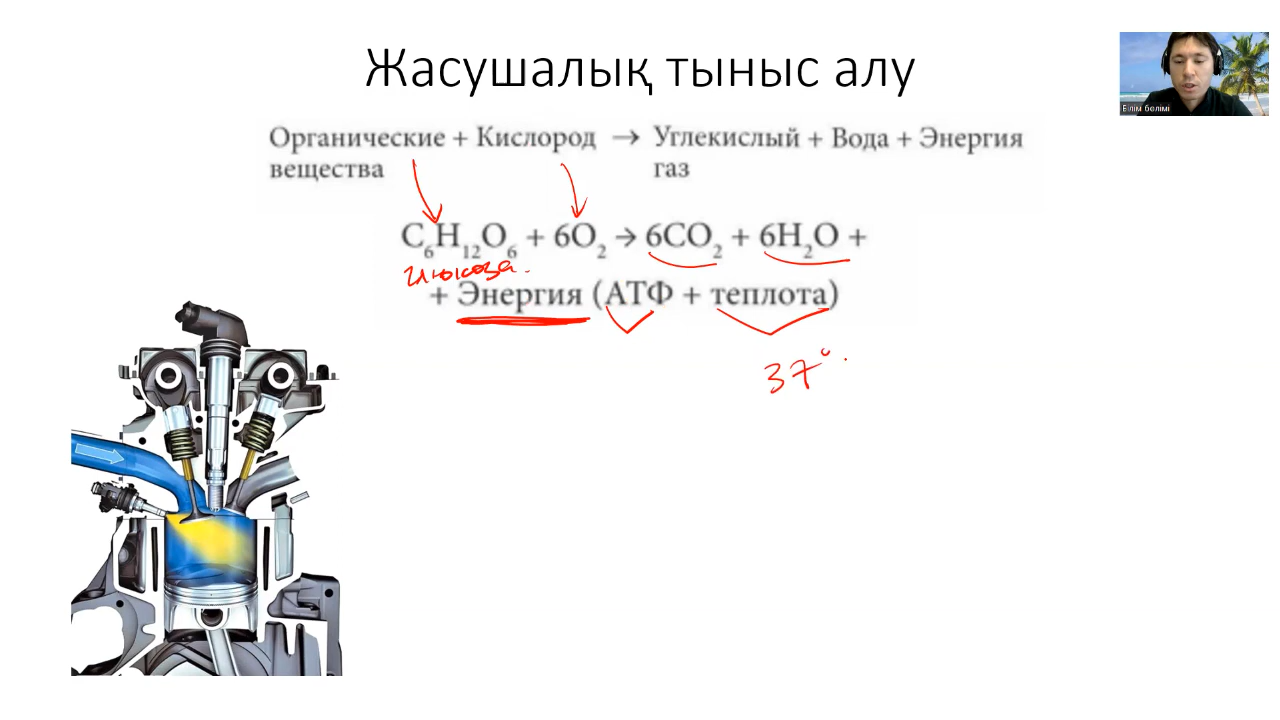 Жасушалық тыныс алу
Органические + Кислород → Углекислый + Вода + Энергия
вещества газ
C₆H₁₂O₆ + 6O₂ → 6CO₂ + 6H₂O +
глюкоза.
+ Энергия (АТФ + теплота)
37°.
Білім бөлімі